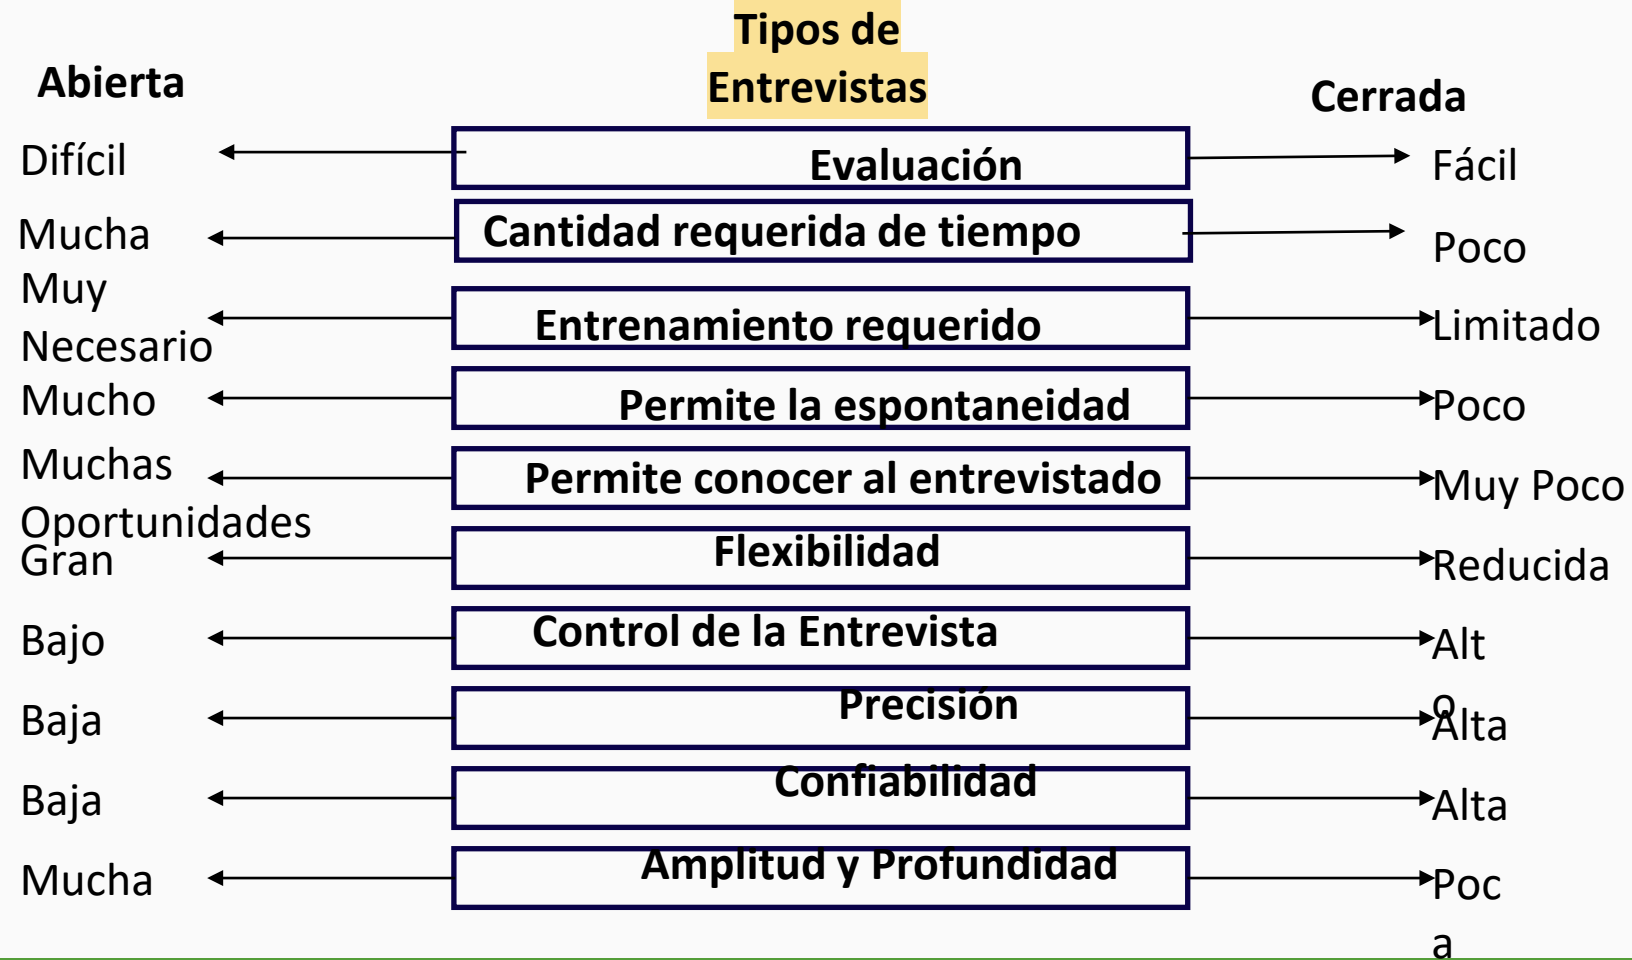 Tipos de
Entrevistas
Abierta
Cerrada
Difícil
Evaluación
Fácil
Mucha
Cantidad requerida de tiempo
Poco
Muy
Necesario
Entrenamiento requerido
Limitado
Mucho
Permite la espontaneidad
Poco
Muchas
Oportunidades
Permite conocer al entrevistado
Muy Poco
Gran
Flexibilidad
Reducida
Bajo
Control de la Entrevista
Alt
o
Baja
Precisión
Alta
Baja
Confiabilidad
Alta
Mucha
Amplitud y Profundidad
Poc
a